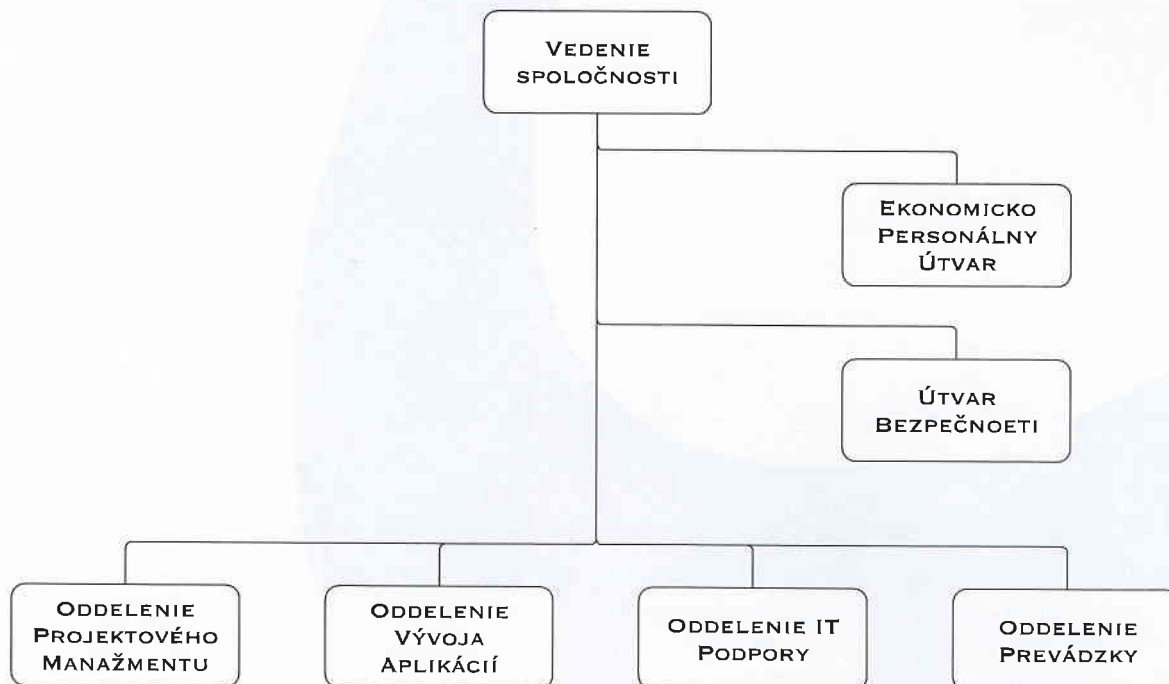 VEDENIE
SPOLOČNOSTI
EKONOMICKO
PERSONÁLNY
ÚTVAR
ÚTVAR
BEZPEČNOETI
ODDELENIE
PROJEKTOVÉHO
MANAŽMENTU
ODDELENIE
VÝVOJA
APLIKÁCIÍ
ODDELENIE IT
PODPORY
ODDELENIE
PREVÁDZKY